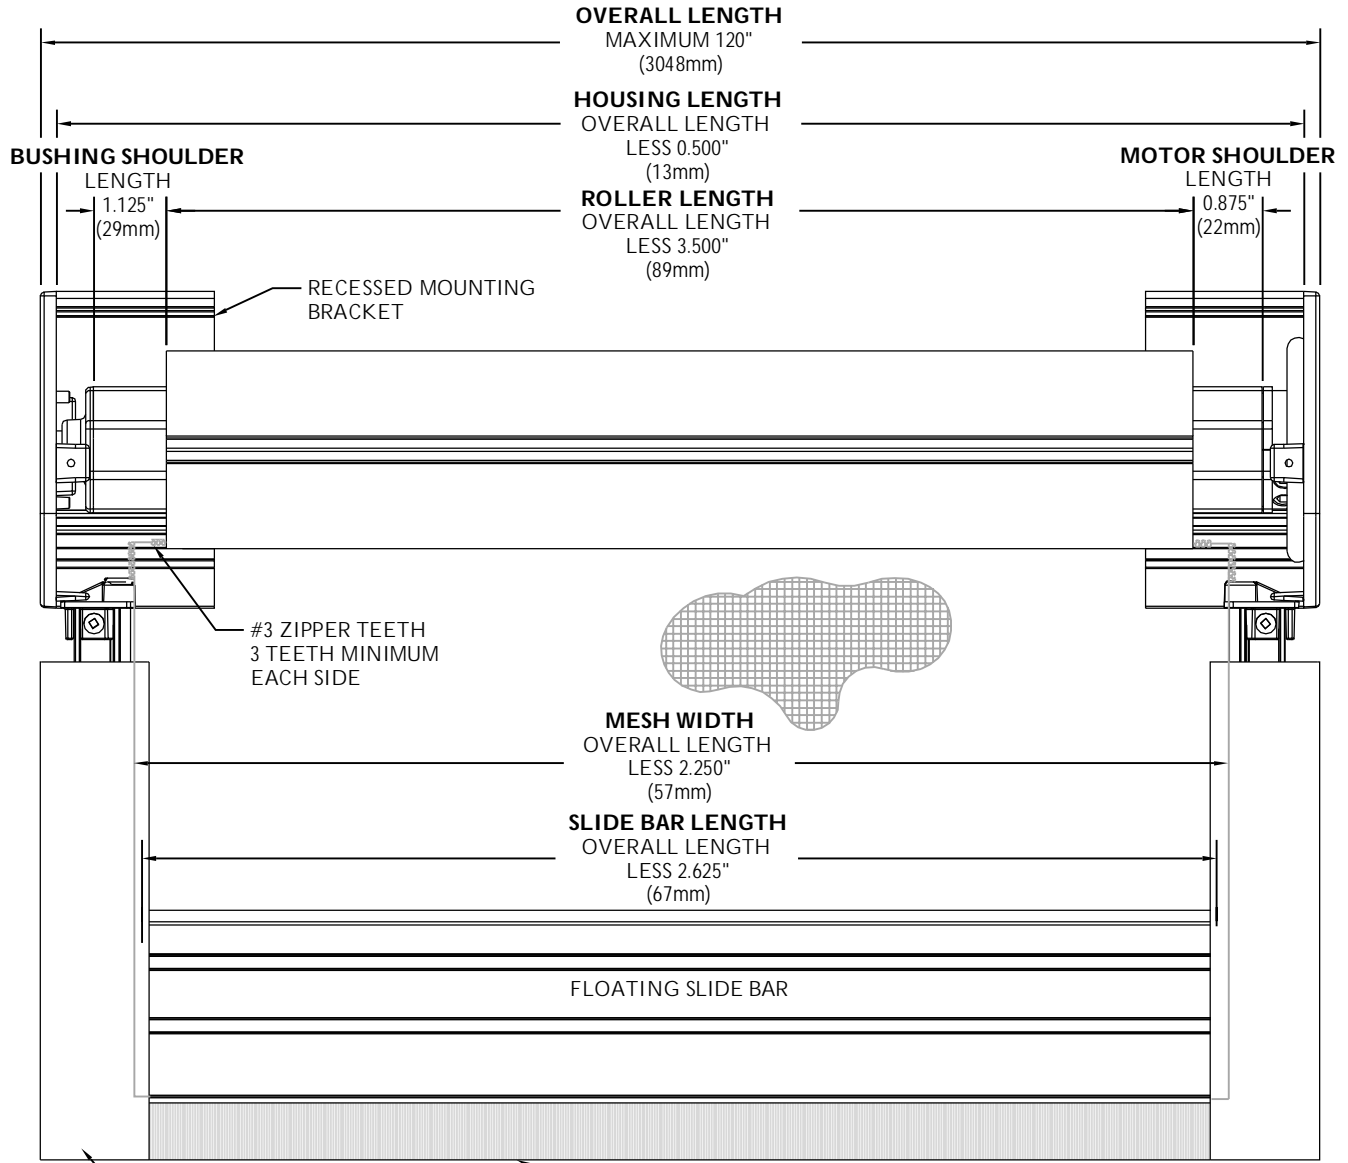 OVERALL LENGTH
MAXIMUM 120"
(3048mm)
HOUSING LENGTH
OVERALL LENGTH
LESS 0.500"
(13mm)
BUSHING SHOULDER
LENGTH
1.125"
(29mm)
ROLLER LENGTH
OVERALL LENGTH
LESS 3.500"
(89mm)
MOTOR SHOULDER
LENGTH
0.875"
(22mm)
RECESSED MOUNTING
BRACKET
#3 ZIPPER TEETH
3 TEETH MINIMUM
EACH SIDE
MESH WIDTH
OVERALL LENGTH
LESS 2.250"
(57mm)
SLIDE BAR LENGTH
OVERALL LENGTH
LESS 2.625"
(67mm)
FLOATING SLIDE BAR